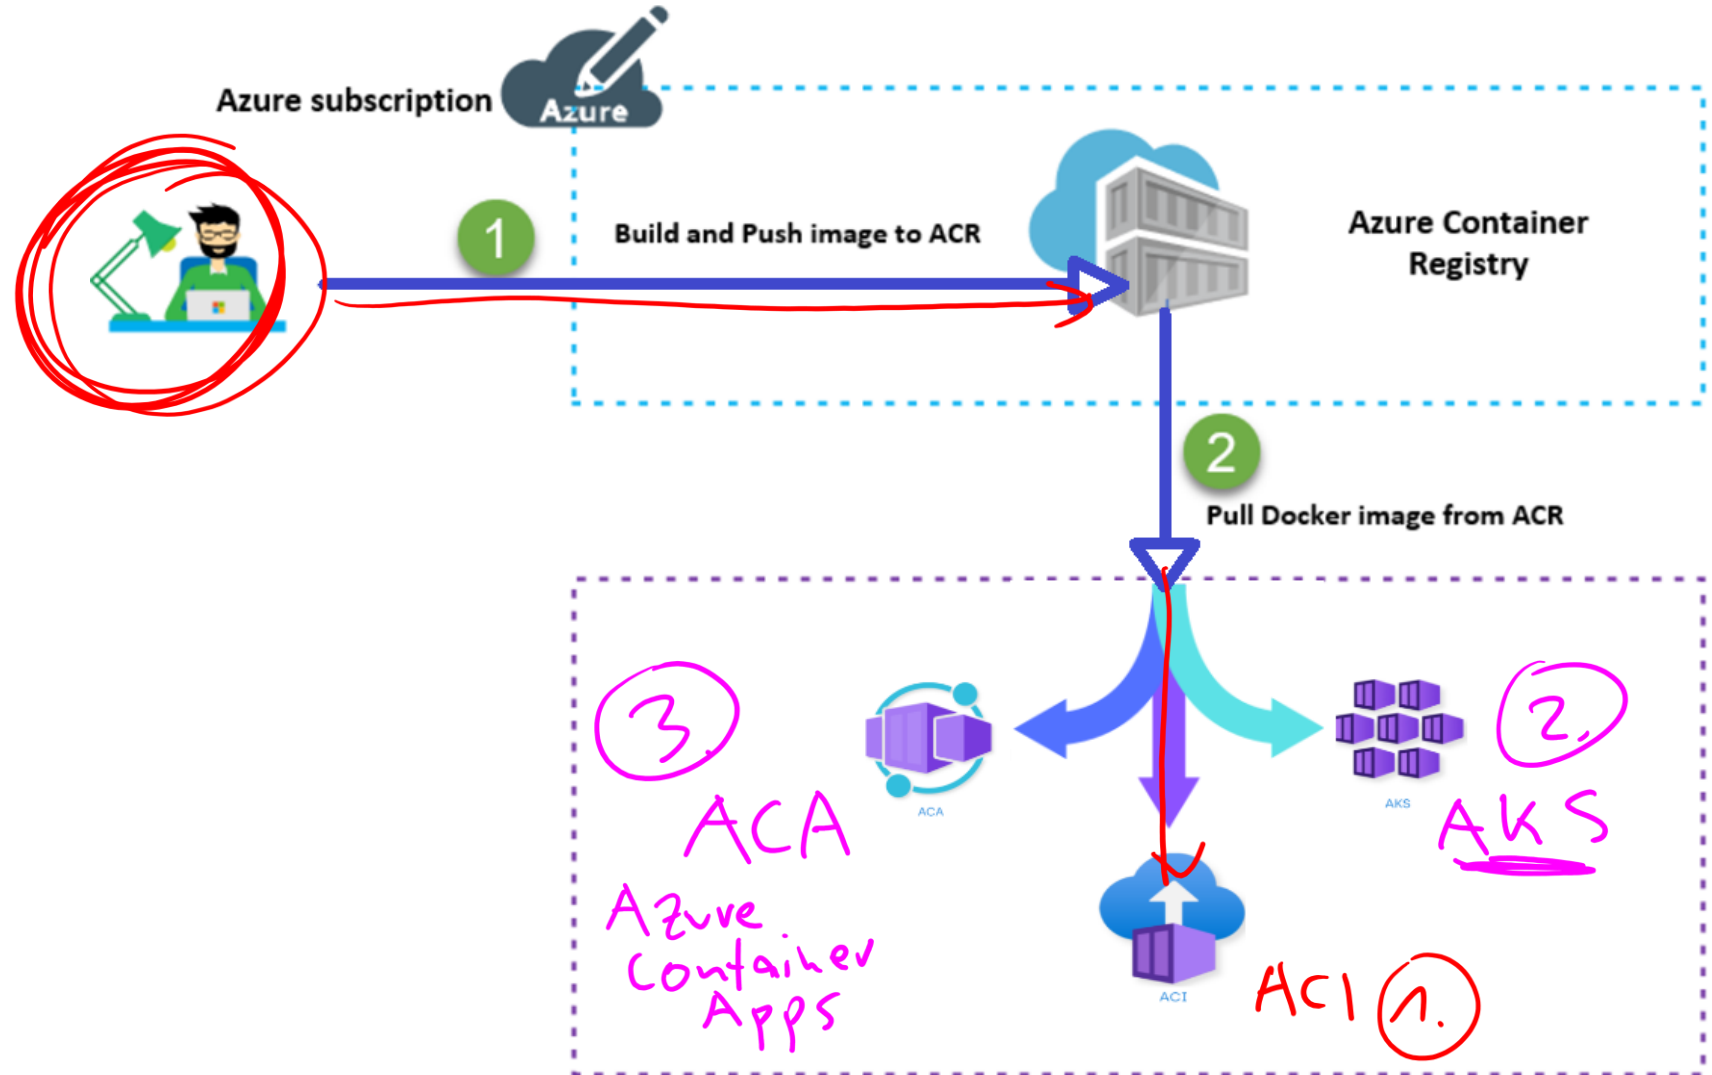 Azure subscription
Azure
1
Build and Push image to ACR
Azure Container
Registry
2
Pull Docker image from ACR
3.
ACA
ACA
Azure
Container
Apps
2.
AKS
AKS
ACI
ACI 1.